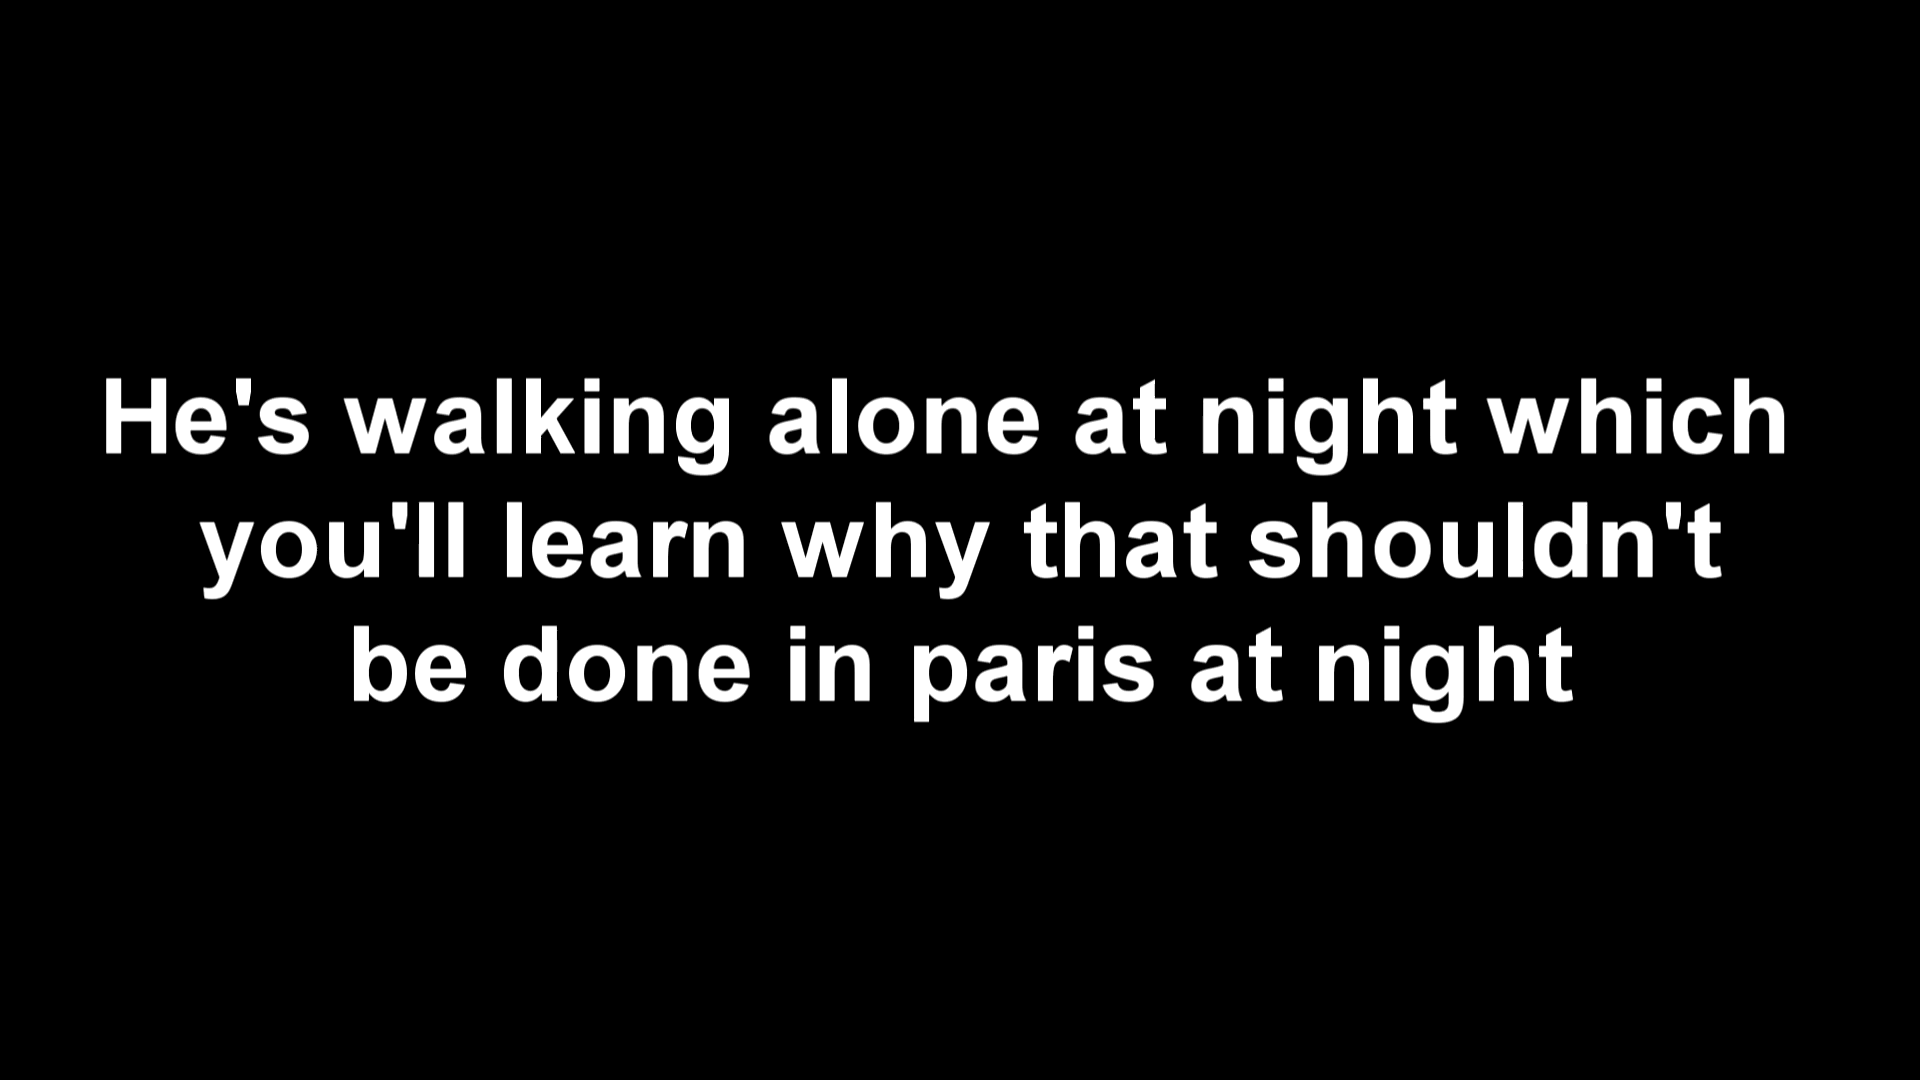 He's walking alone at night which
you'll learn why that shouldn't
be done in paris at night